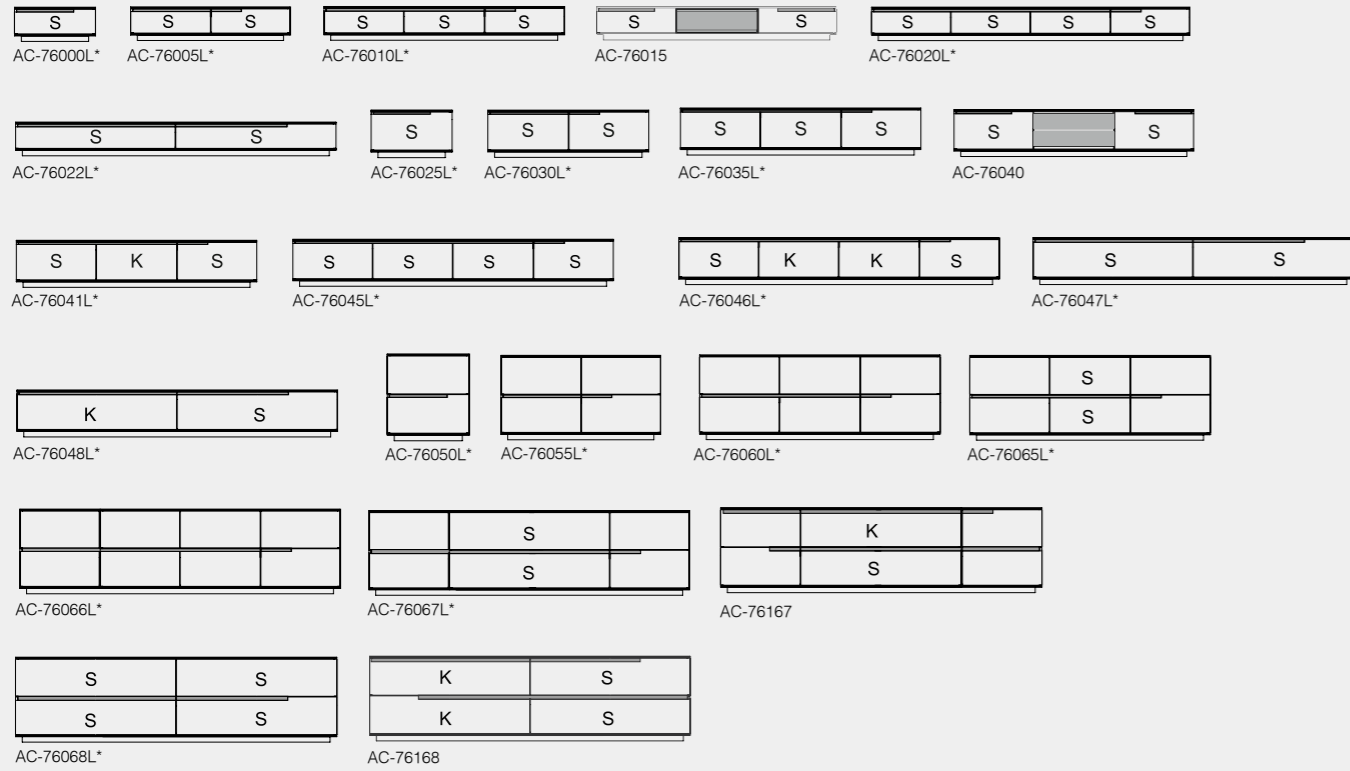 S S S S S S S S S S S S S S
AC-76000L* AC-76005L* AC-76010L* AC-76015 AC-76020L*
S S S S S S S S S S
AC-76022L* AC-76025L* AC-76030L* AC-76035L* AC-76040
S K S S S S S S K K S S S
AC-76041L* AC-76045L* AC-76046L* AC-76047L*
S
K S S
AC-76048L* AC-76050L* AC-76055L* AC-76060L* AC-76065L*
S K
S S
AC-76066L* AC-76067L* AC-76167
S S K S
S S K S
AC-76068L* AC-76168